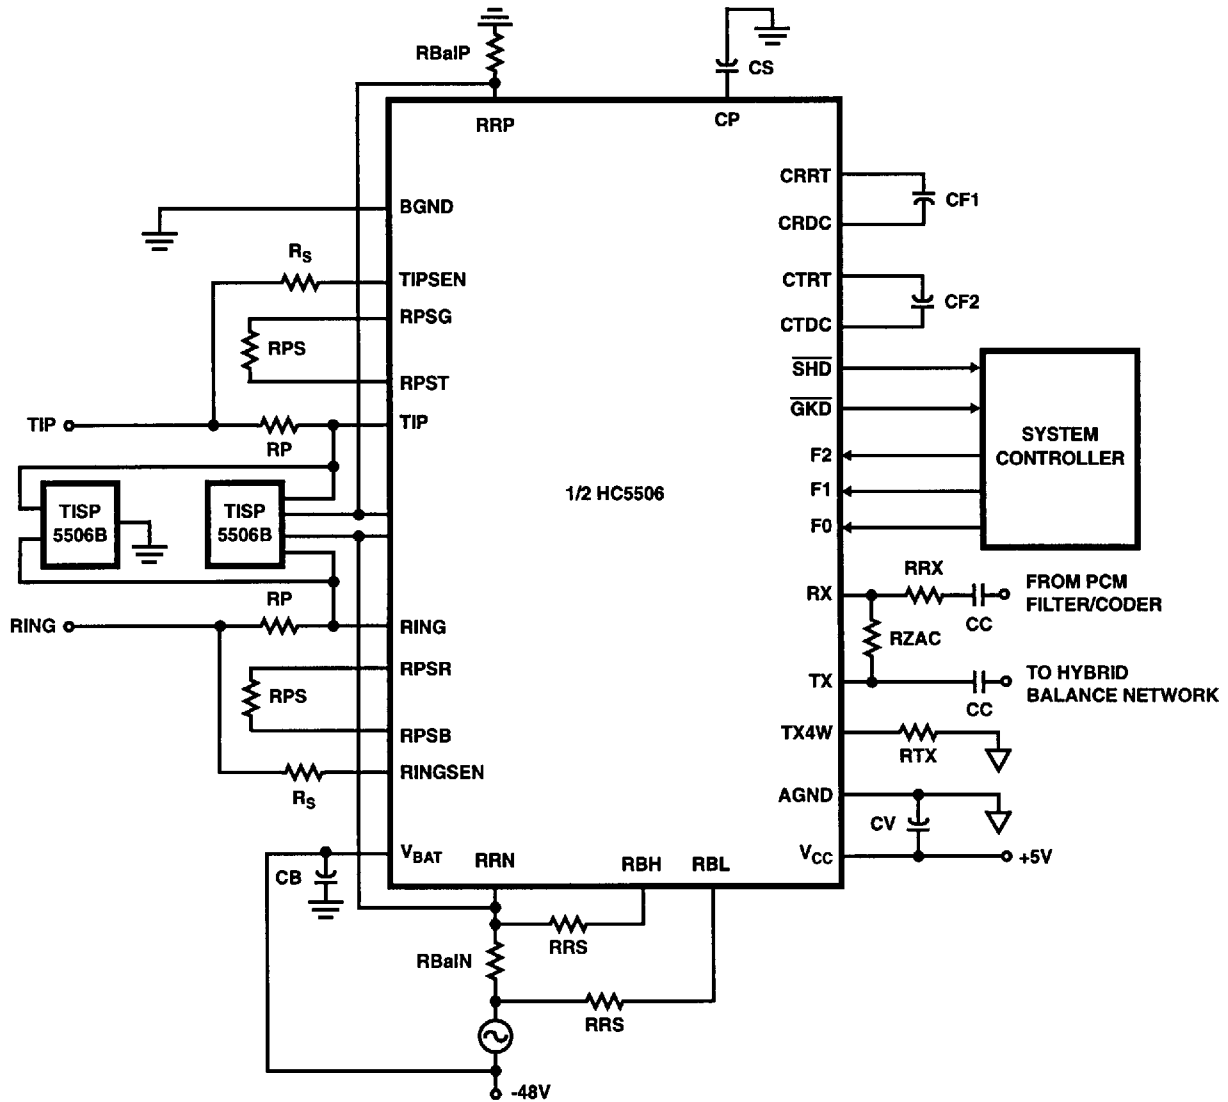 RBalP
CS
RRP
CP
CRRT
CF1
CRDC
BGND
RS
TIPSEN
CTRT
CF2
CTDC
RPSG
RPS
RPST
SHD
GKD
SYSTEM
CONTROLLER
F2
F1
F0
TIP
RP
TIP
1/2 HC5506
TISP
5506B
TISP
5506B
RP
RING
RING
RX
RRX
CC
FROM PCM
FILTER/CODER
RZAC
TX
CC
TO HYBRID
BALANCE NETWORK
RPSR
RPS
RPSB
TX4W
RTX
RINGSEN
RS
AGND
CV
VCC
+5V
VBAT
CB
RRN
RBH
RBL
RRS
RBalN
RRS
-48V